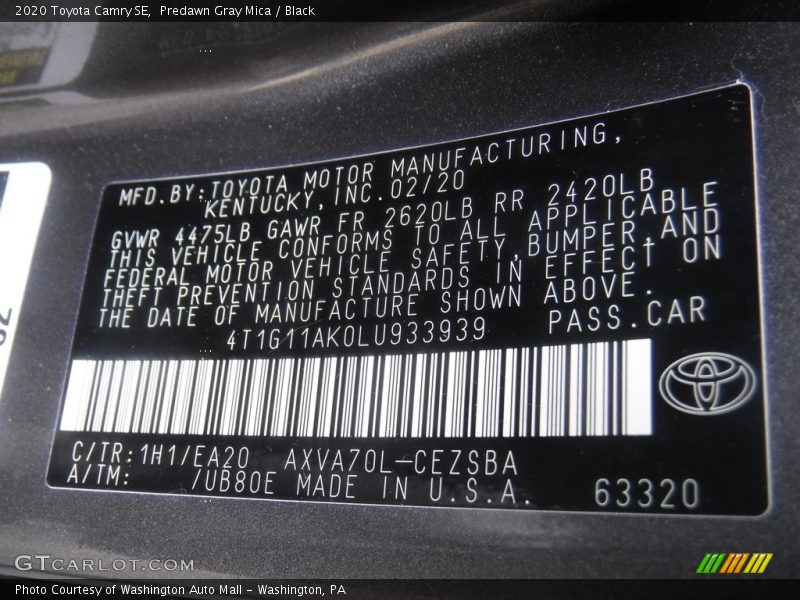 2020 Toyota Camry SE, Predawn Gray Mica / Black
MFD.BY:TOYOTA MOTOR MANUFACTURING,
KENTUCKY,INC.02/20
GVWR 4475LB GAWR FR 2620LB RR 2420LB
THIS VEHICLE CONFORMS TO ALL APPLICABLE
FEDERAL MOTOR VEHICLE SAFETY,BUMPER,AND
THEFT PREVENTION STANDARDS IN EFFECT ON
THE DATE OF MANUFACTURE SHOWN ABOVE.
4T1G11AK0LU933939 PASS.CAR
C/TR:1H1/EA20 AXVA70L-CEZSBA
A/TM: /UB80E MADE IN U.S.A. 63320
GTCARLOT.COM
Photo Courtesy of Washington Auto Mall - Washington, PA